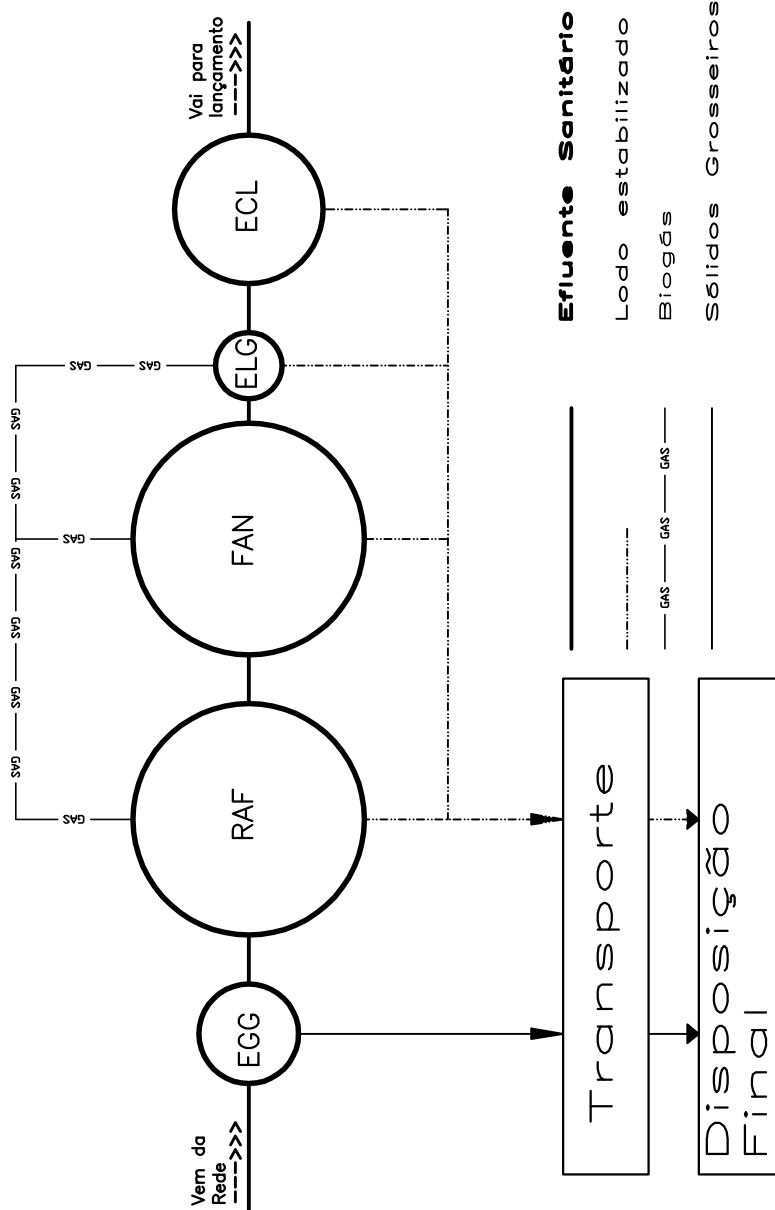 GAS
GAS
GAS
GAS
GAS
GAS
GAS
GAS
GAS
GAS
Vem da
Rede
---->>>
EGG
RAF
FAN
ELG
ECL
Vai para
lançamento
---->>>
Transporte
Disposição
Final
Efluente Sanitário
Lodo estabilizado
GAS GAS GAS
Biogás
Sólidos Grosseiros